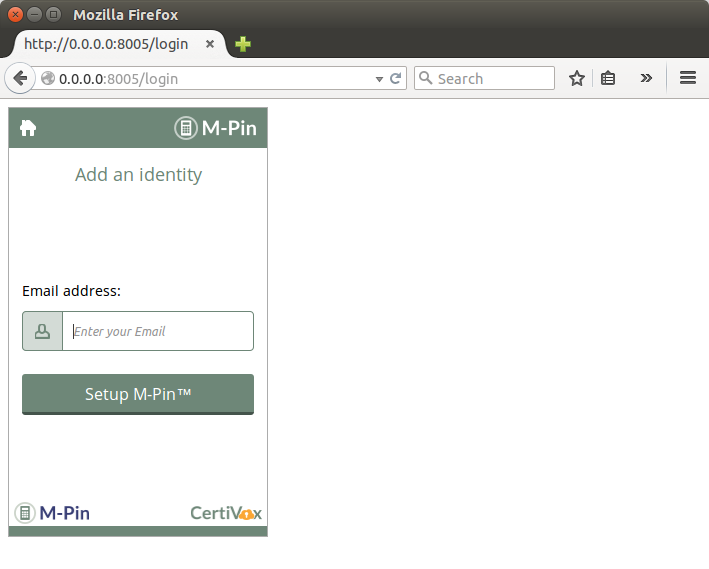 Mozilla Firefox
http://0.0.0.0:8005/login
0.0.0.0:8005/login
Search
M-Pin
Add an identity
Email address:
Enter your Email
Setup M-Pin™
M-Pin
CertiVox